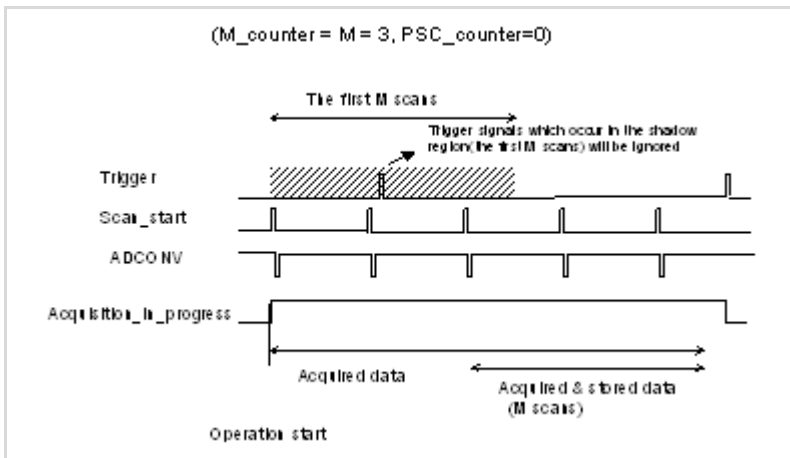 (M_counter = M = 3, PSC_counter=0)
The first M scans
Trigger signals which occur in the shadow
region(the first M scans) will be ignored
Trigger
Scan_start
ADCONV
Acquisition_in_progress
Acquired data
Acquired & stored data
(M scans)
Operation start